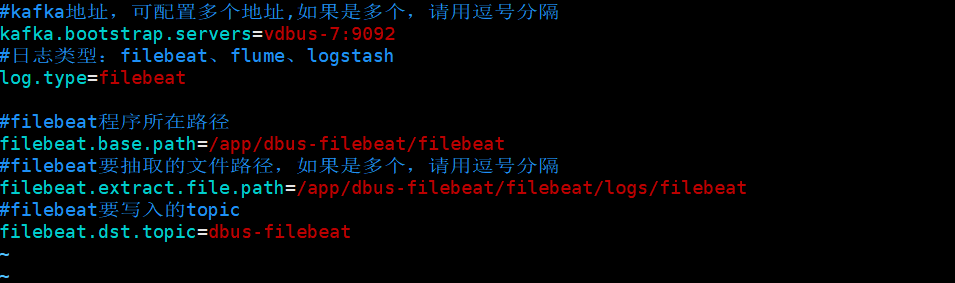 #kafka地址，可配置多个地址,如果是多个，请用逗号分隔
kafka.bootstrap.servers=vdbus-7:9092
#日志类型：filebeat、flume、logstash
log.type=filebeat
#filebeat程序所在路径
filebeat.base.path=/app/dbus-filebeat/filebeat
#filebeat要抽取的文件路径，如果是多个，请用逗号分隔
filebeat.extract.file.path=/app/dbus-filebeat/filebeat/logs/filebeat
#filebeat要写入的topic
filebeat.dst.topic=dbus-filebeat
~
~